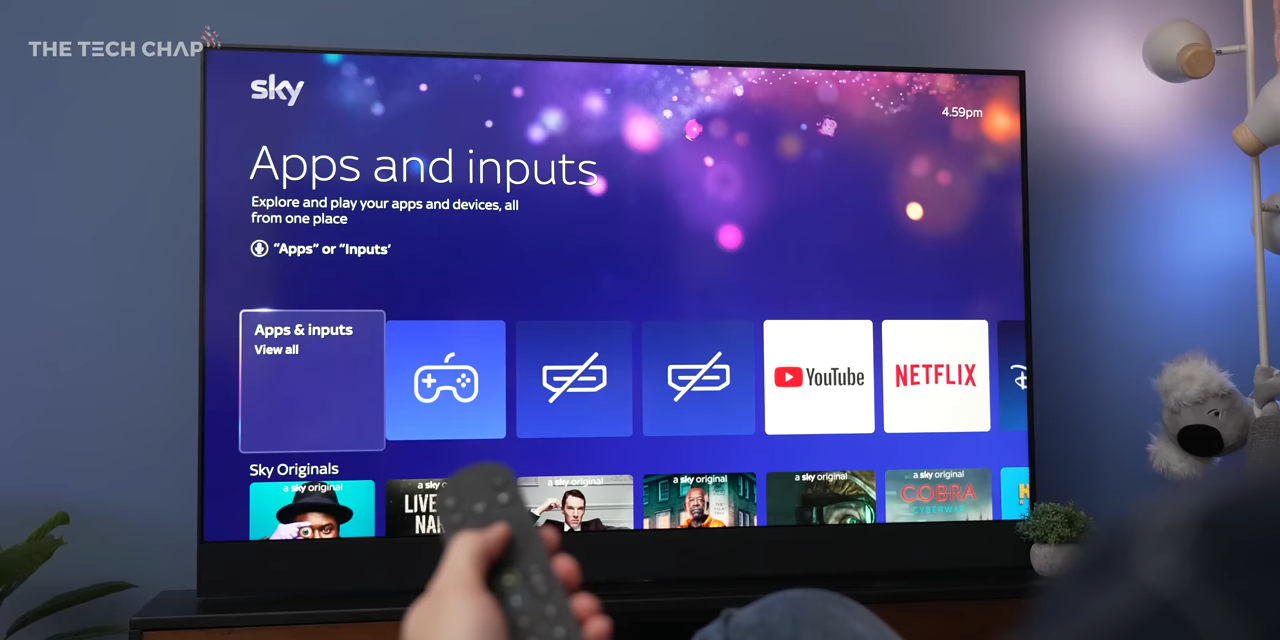 THE TECH CHAP
sky
4.59pm
Apps and inputs
Explore and play your apps and devices, all
from one place
"Apps" or "Inputs'
Apps & inputs
View all
YouTube
NETFLIX
Sky Originals
a sky original
LIVE
a sky original
a sky original
a sky original
COBRA
CYBERWAR